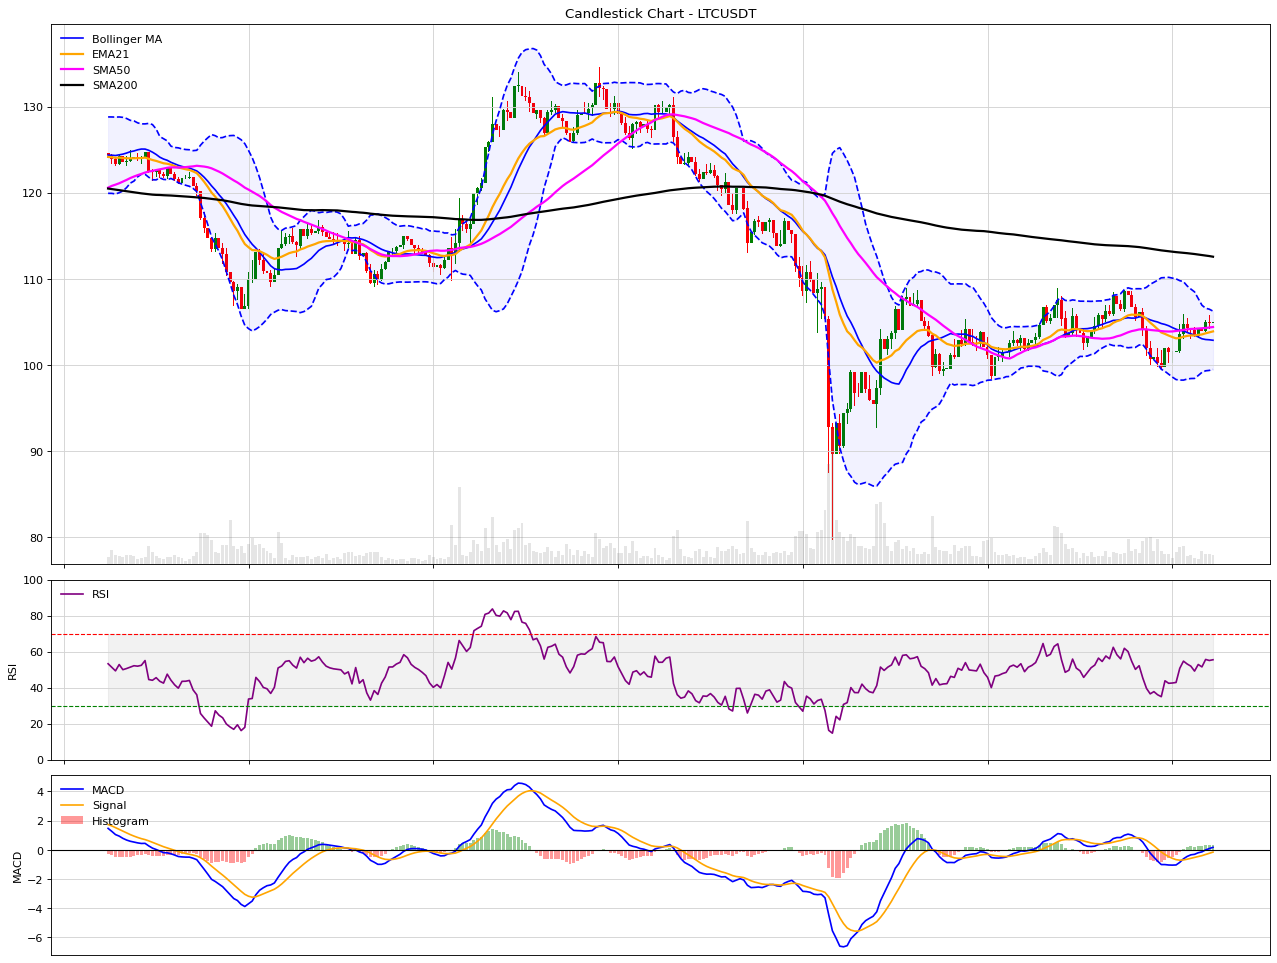 Candlestick Chart - LTCUSDT
Bollinger MA
EMA21
SMA50
SMA200
130
120
110
100
90
80
100
RSI
80
60
40
20
0
RSI
4
MACD
Signal
2
Histogram
0
−2
−4
−6
MACD